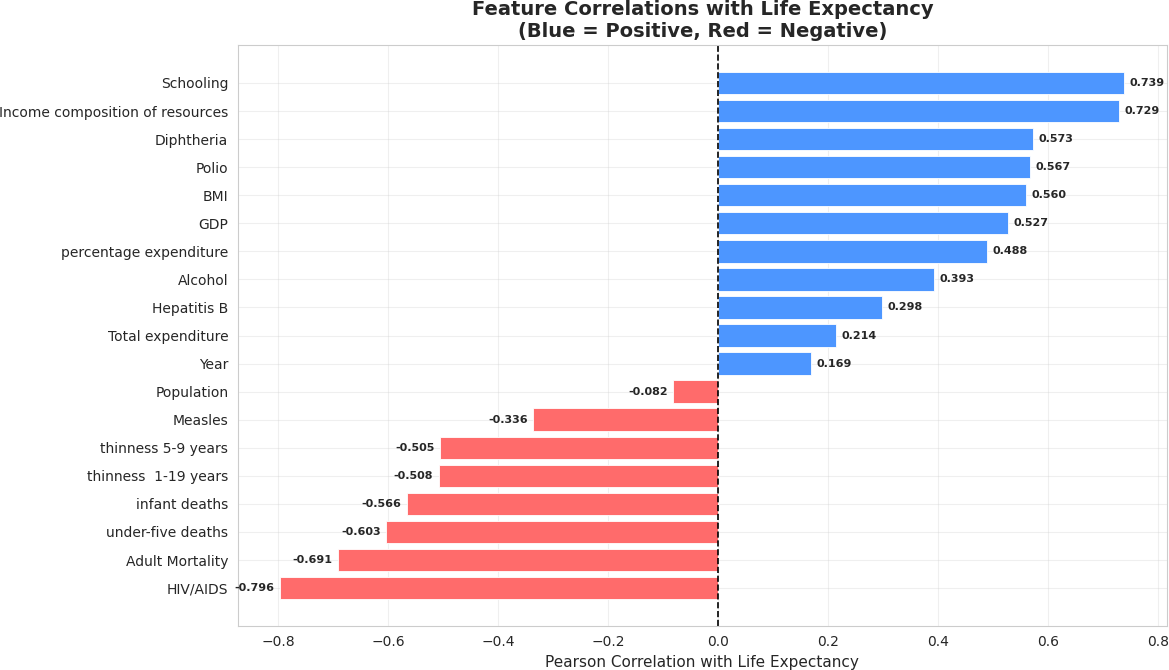 Feature Correlations with Life Expectancy
(Blue = Positive, Red = Negative)
Schooling 0.739
Income composition of resources 0.729
Diphtheria 0.573
Polio 0.567
BMI 0.560
GDP 0.527
percentage expenditure 0.488
Alcohol 0.393
Hepatitis B 0.298
Total expenditure 0.214
Year 0.169
Population -0.082
Measles -0.336
thinness 5-9 years -0.505
thinness  1-19 years -0.508
infant deaths -0.566
under-five deaths -0.603
Adult Mortality -0.691
HIV/AIDS -0.796
−0.8 −0.6 −0.4 −0.2 0.0 0.2 0.4 0.6 0.8
Pearson Correlation with Life Expectancy